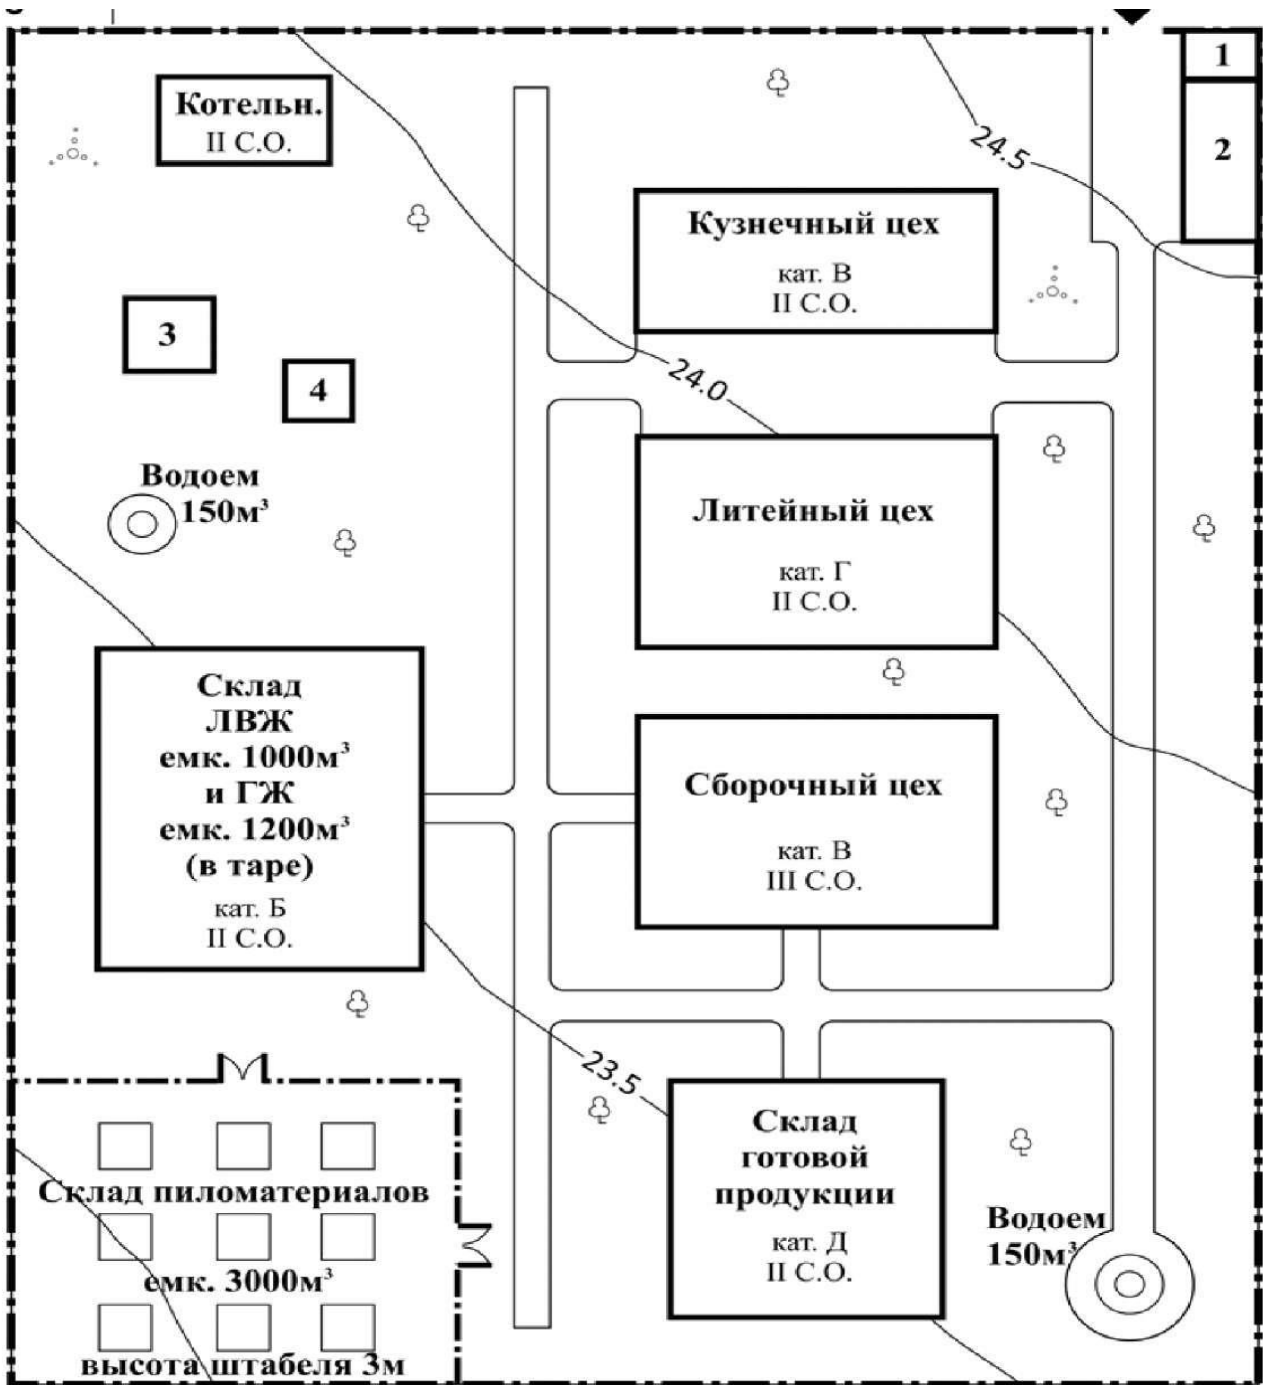 1
Котельн.
II С.О.
24.5
2
Кузнечный цех
кат. В
II С.О.
3
4
24.0
Водоем
150м³
Литейный цех
кат. Г
II С.О.
Склад
ЛВЖ
емк. 1000м³
и ГЖ
емк. 1200м³
(в таре)
кат. Б
II С.О.
Сборочный цех
кат. В
III С.О.
23.5
Склад пиломатериалов
емк. 3000м³
высота штабеля 3м
Склад
готовой
продукции
кат. Д
II С.О.
Водоем
150м³